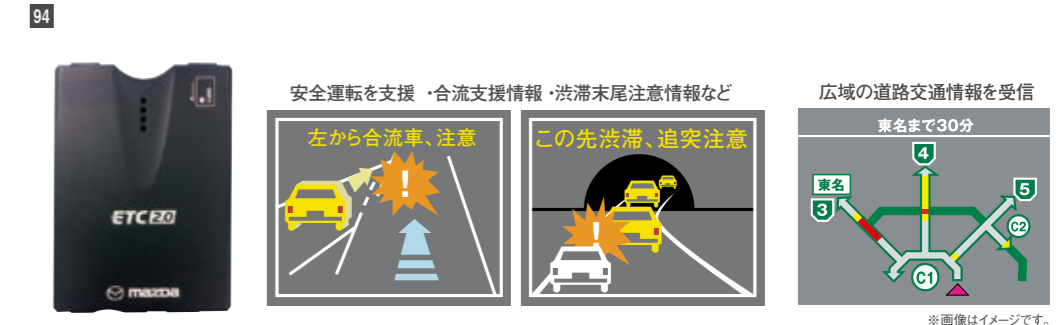 94
ETC2.0
mazda
安全運転を支援 ・合流支援情報・渋滞末尾注意情報など
左から合流車、注意
!
この先渋滞、追突注意
!
広域の道路交通情報を受信
東名まで30分
4
東名
3
5
C2
C1
※画像はイメージです。